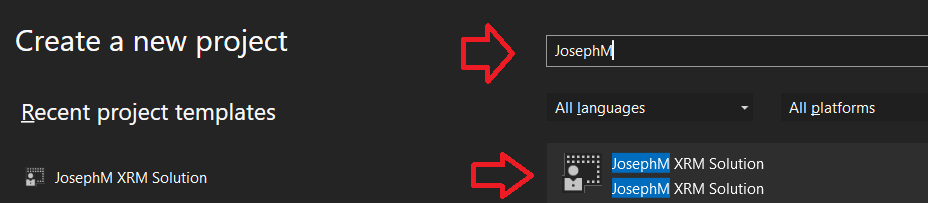 Create a new project
JosephM
Recent project templates
All languages
All platforms
JosephM XRM Solution
JosephM XRM Solution
JosephM XRM Solution